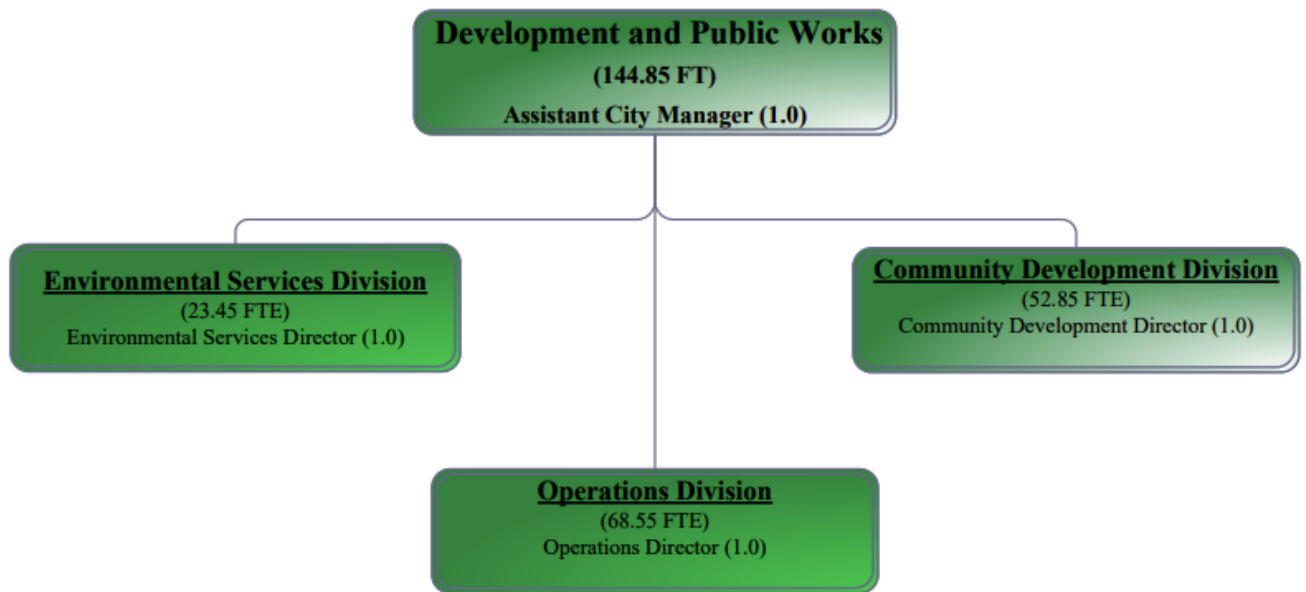 Development and Public Works
(144.85 FT)
Assistant City Manager (1.0)
Environmental Services Division
(23.45 FTE)
Environmental Services Director (1.0)
Community Development Division
(52.85 FTE)
Community Development Director (1.0)
Operations Division
(68.55 FTE)
Operations Director (1.0)